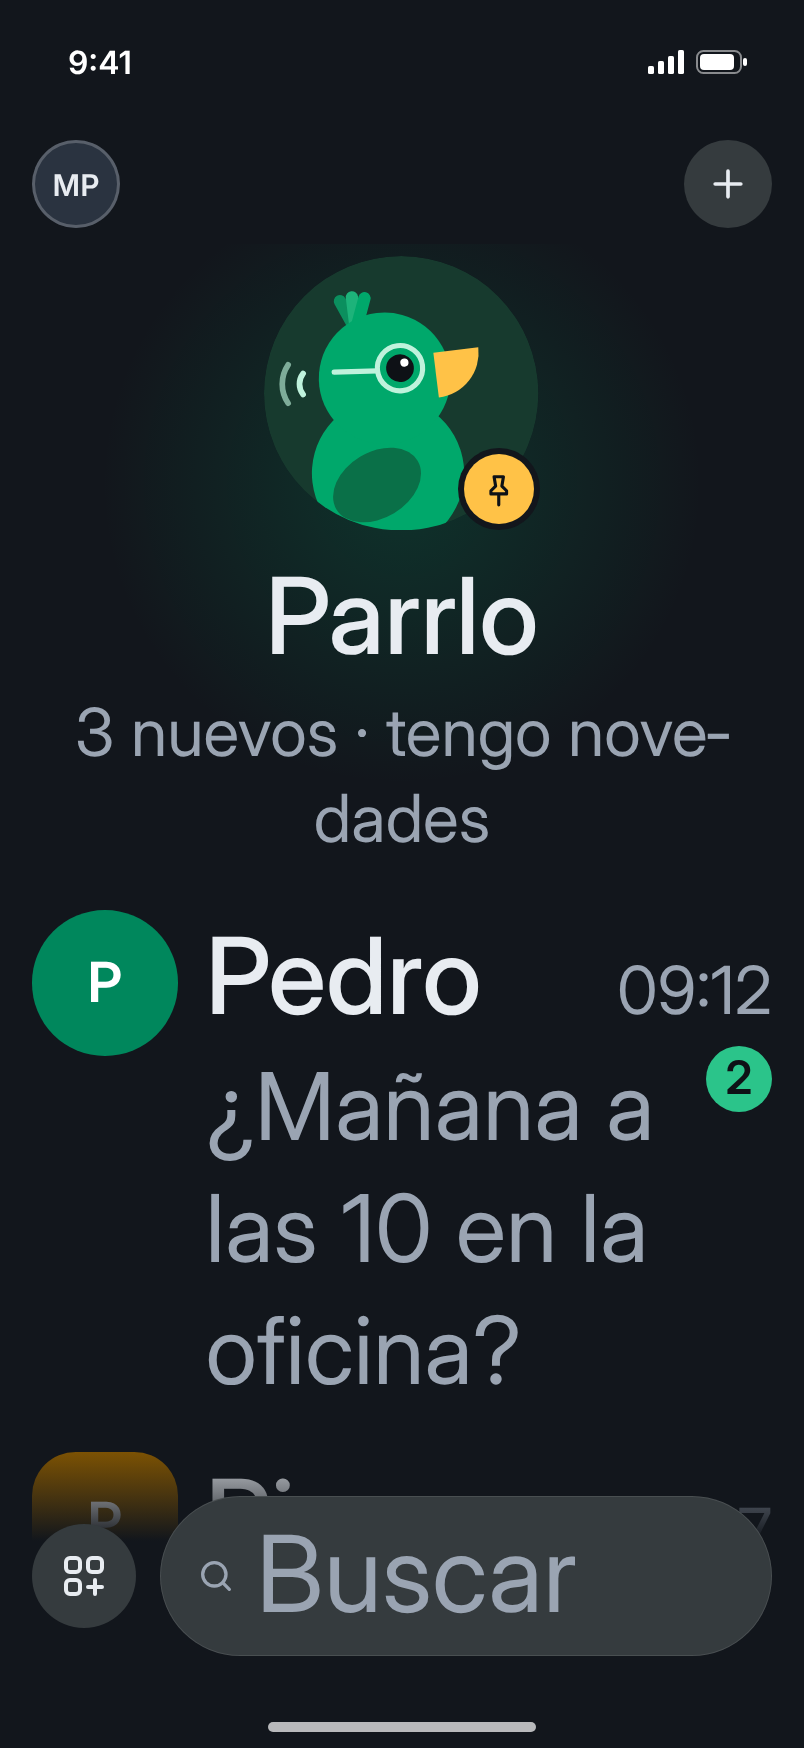 9:41
MP
Parrlo
3 nuevos · tengo nove-
dades
P
Pedro
09:12
¿Mañana a
2
las 10 en la
oficina?
Buscar